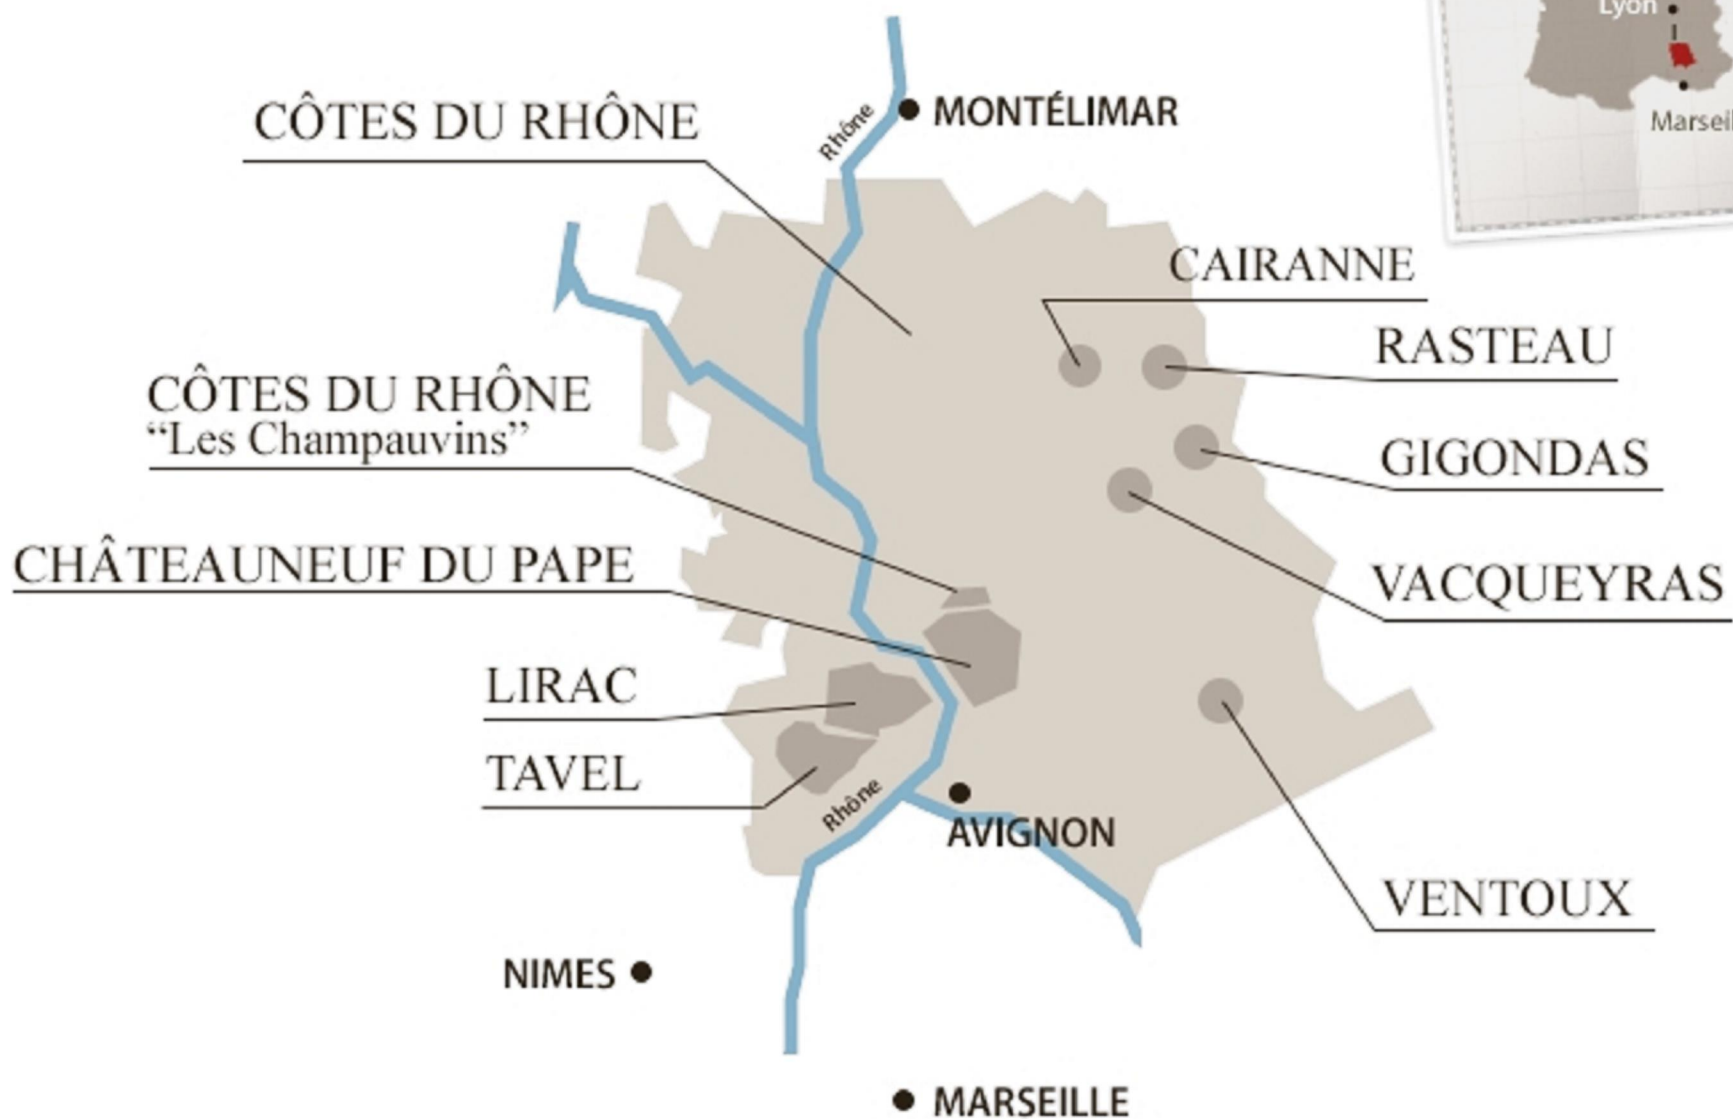 Lyon
Rhône
MONTÉLIMAR
CÔTES DU RHÔNE
CAIRANNE
RASTEAU
CÔTES DU RHÔNE
“Les Champauvins”
GIGONDAS
CHÂTEAUNEUF DU PAPE
VACQUEYRAS
LIRAC
TAVEL
Rhône
AVIGNON
VENTOUX
NIMES
MARSEILLE